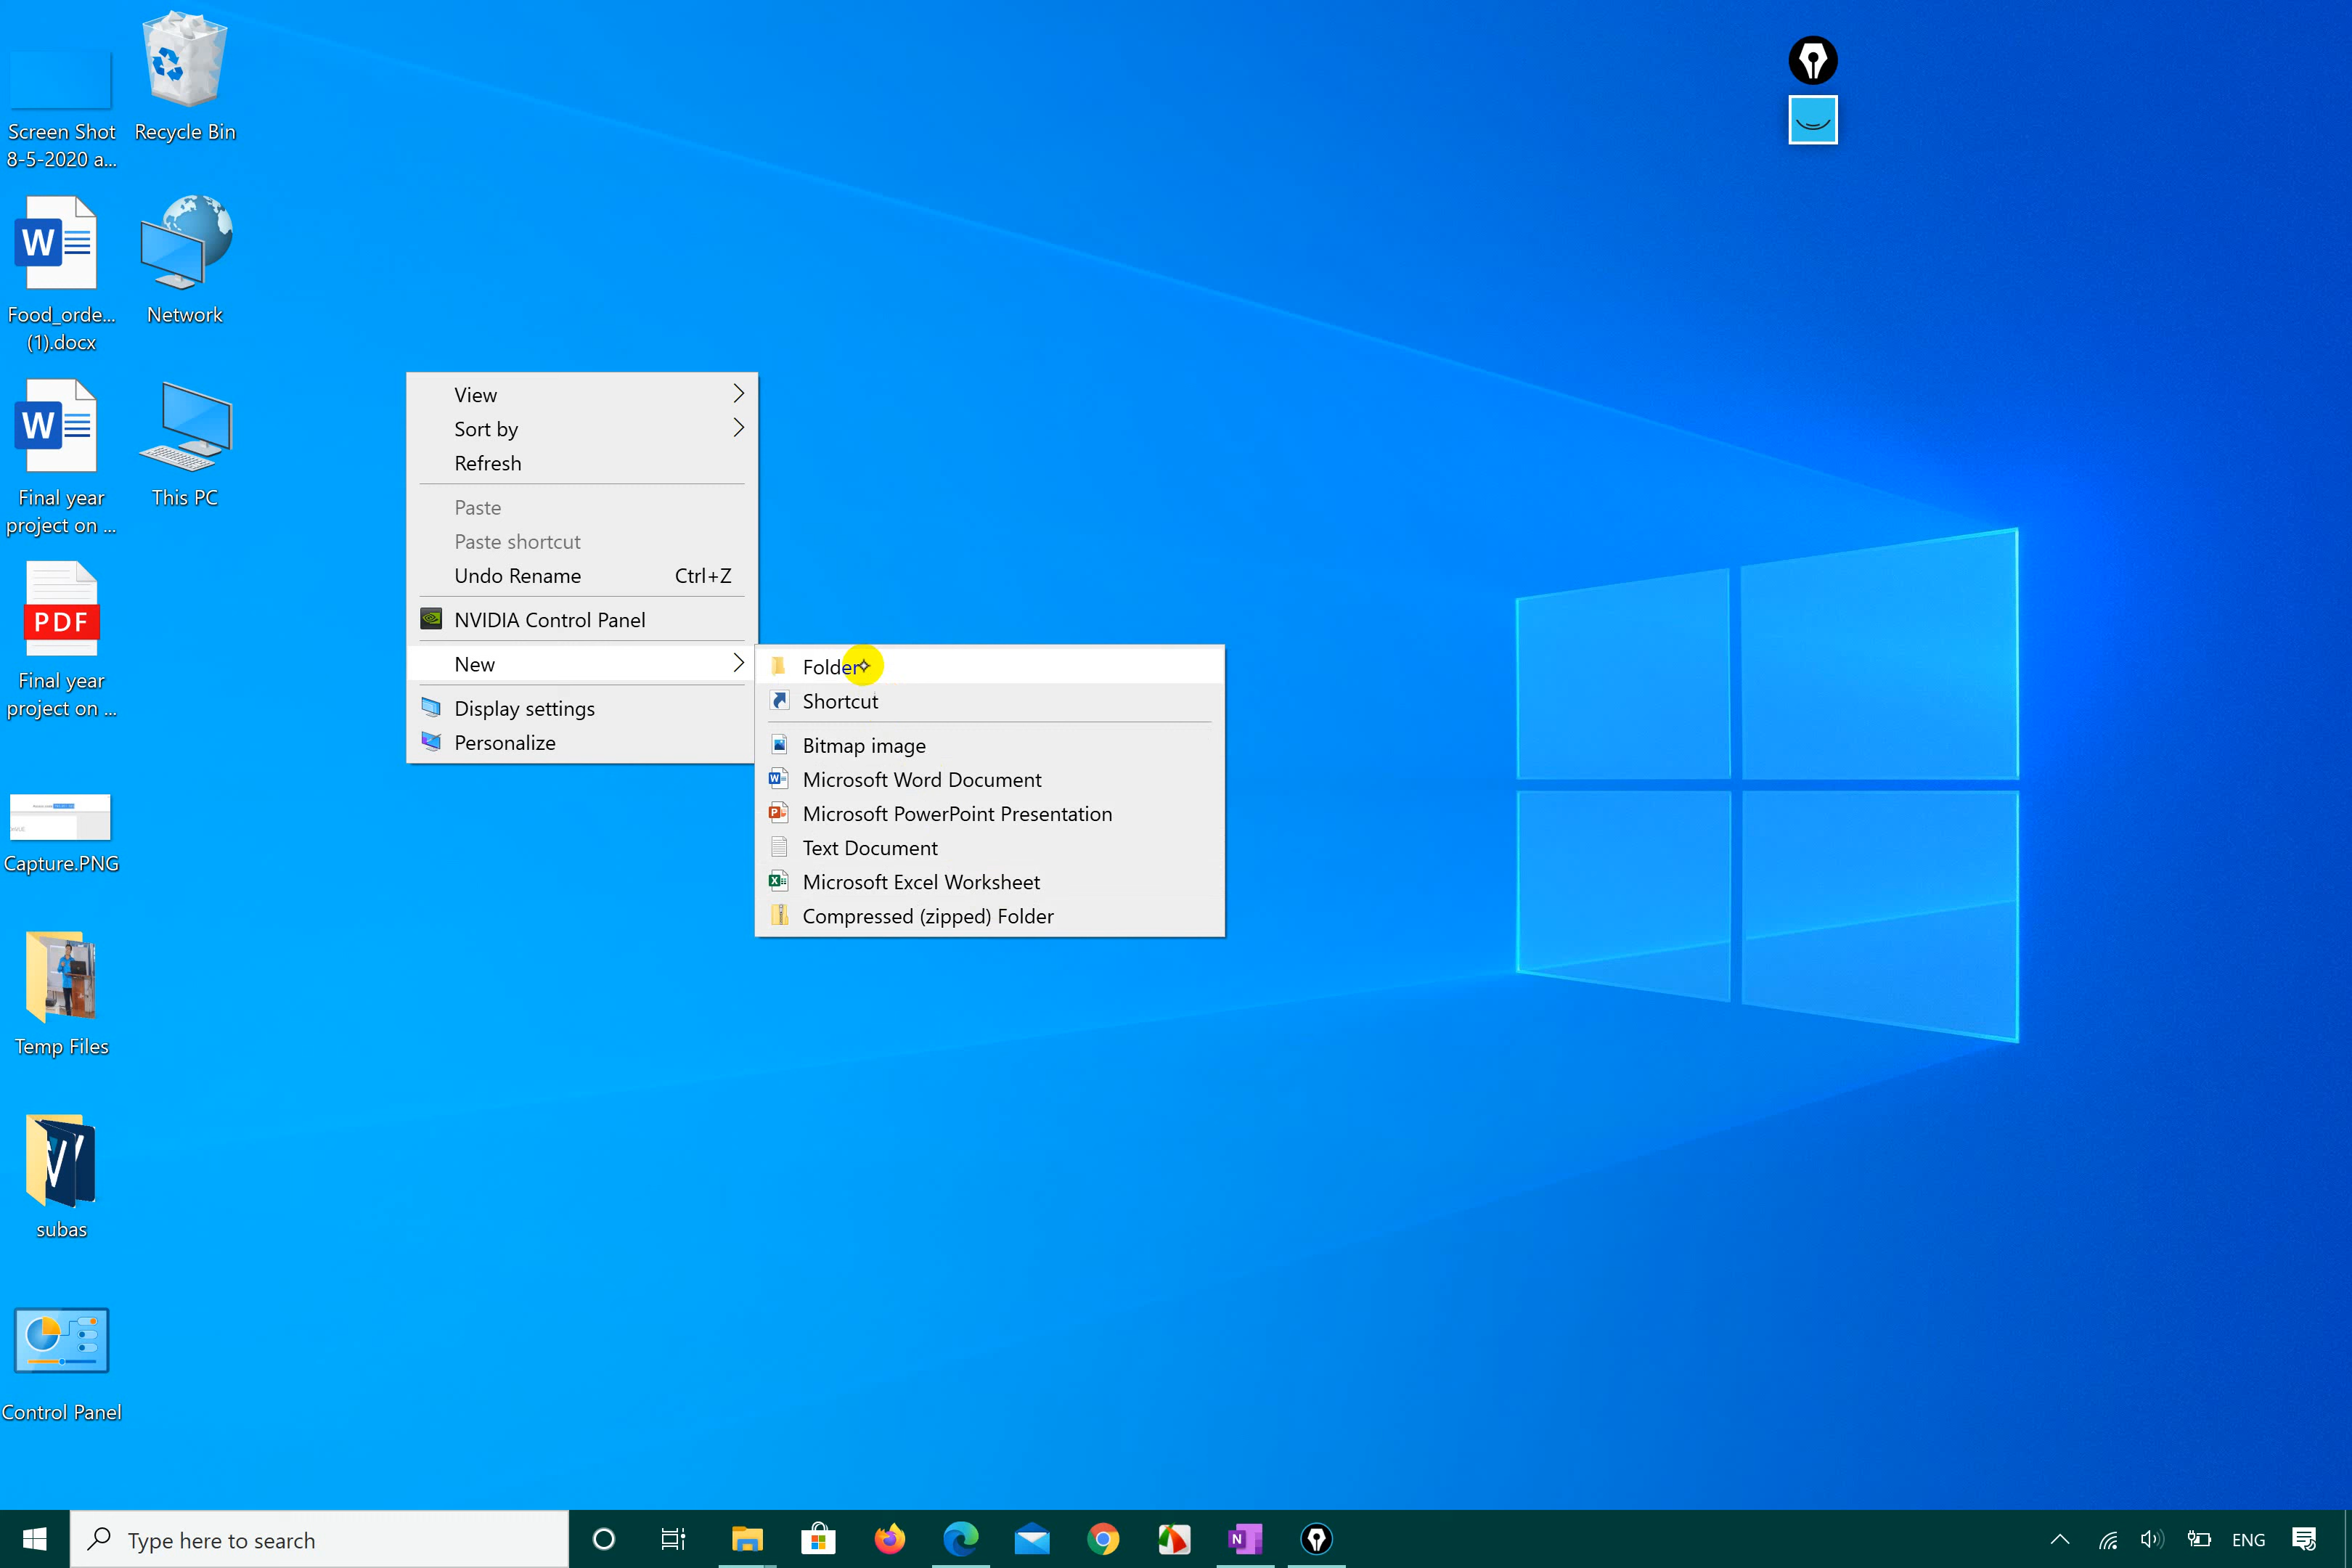 Screen Shot
8-5-2020 a...
Recycle Bin
Food_orde...
(1).docx
Network
Final year
project on ...
This PC
PDF
Final year
project on ...
Capture.PNG
Temp Files
subas
Control Panel
View
Sort by
Refresh
Paste
Paste shortcut
Undo Rename Ctrl+Z
NVIDIA Control Panel
New
Display settings
Personalize
Folder
Shortcut
Bitmap image
Microsoft Word Document
Microsoft PowerPoint Presentation
Text Document
Microsoft Excel Worksheet
Compressed (zipped) Folder
Type here to search
ENG